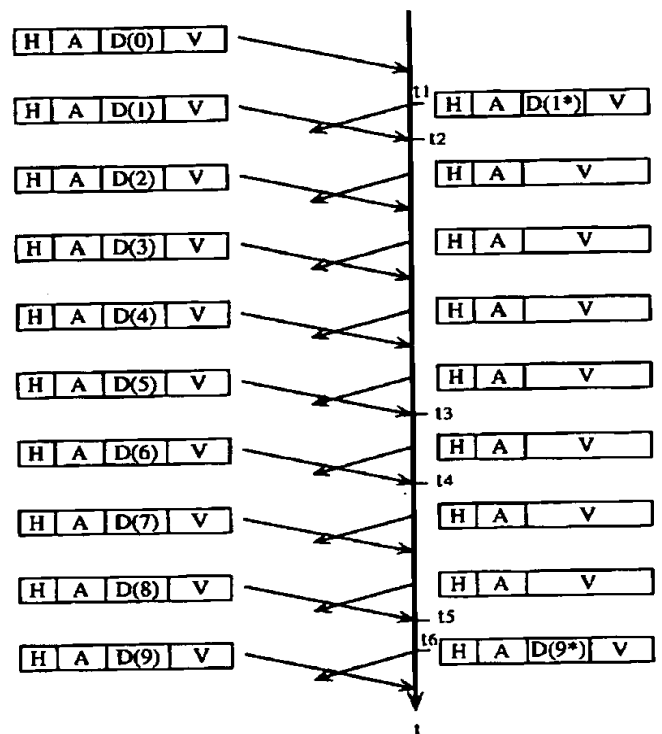 H A D(0) V
t1
H A D(1) V
H A D(1*) V
t2
H A D(2) V
H A V
H A D(3) V
H A V
H A D(4) V
H A V
H A D(5) V
H A V
t3
H A D(6) V
H A V
t4
H A D(7) V
H A V
H A D(8) V
H A V
t5
t6
H A D(9) V
H A D(9*) V
t